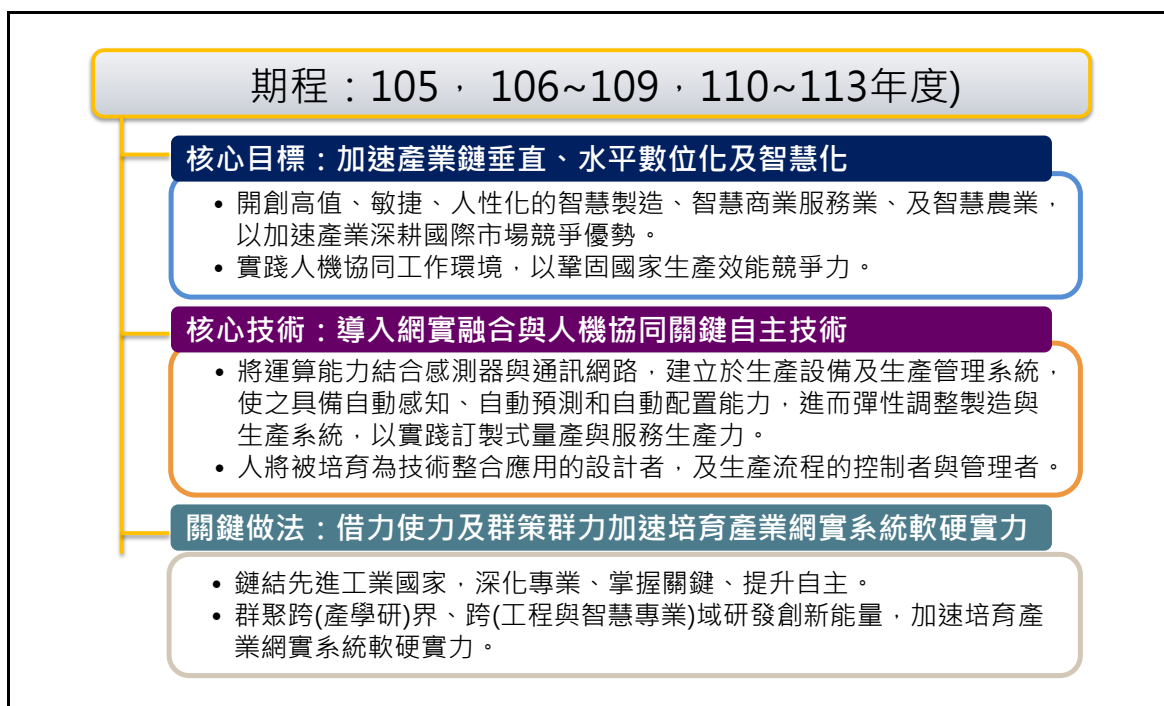 期程：105， 106~109，110~113年度)
核心目標：加速產業鏈垂直、水平數位化及智慧化
• 開創高值、敏捷、人性化的智慧製造、智慧商業服務業、及智慧農業，
以加速產業深耕國際市場競爭優勢。
• 實踐人機協同工作環境，以鞏固國家生產效能競爭力。
核心技術：導入網實融合與人機協同關鍵自主技術
• 將運算能力結合感測器與通訊網路，建立於生產設備及生產管理系統，
使之具備自動感知、自動預測和自動配置能力，進而彈性調整製造與
生產系統，以實踐訂製式量產與服務生產力。
• 人將被培育為技術整合應用的設計者，及生產流程的控制者與管理者。
關鍵做法：借力使力及群策群力加速培育產業網實系統軟硬實力
• 鏈結先進工業國家，深化專業、掌握關鍵、提升自主。
• 群聚跨(產學研)界、跨(工程與智慧專業)域研發創新能量，加速培育產
業網實系統軟硬實力。